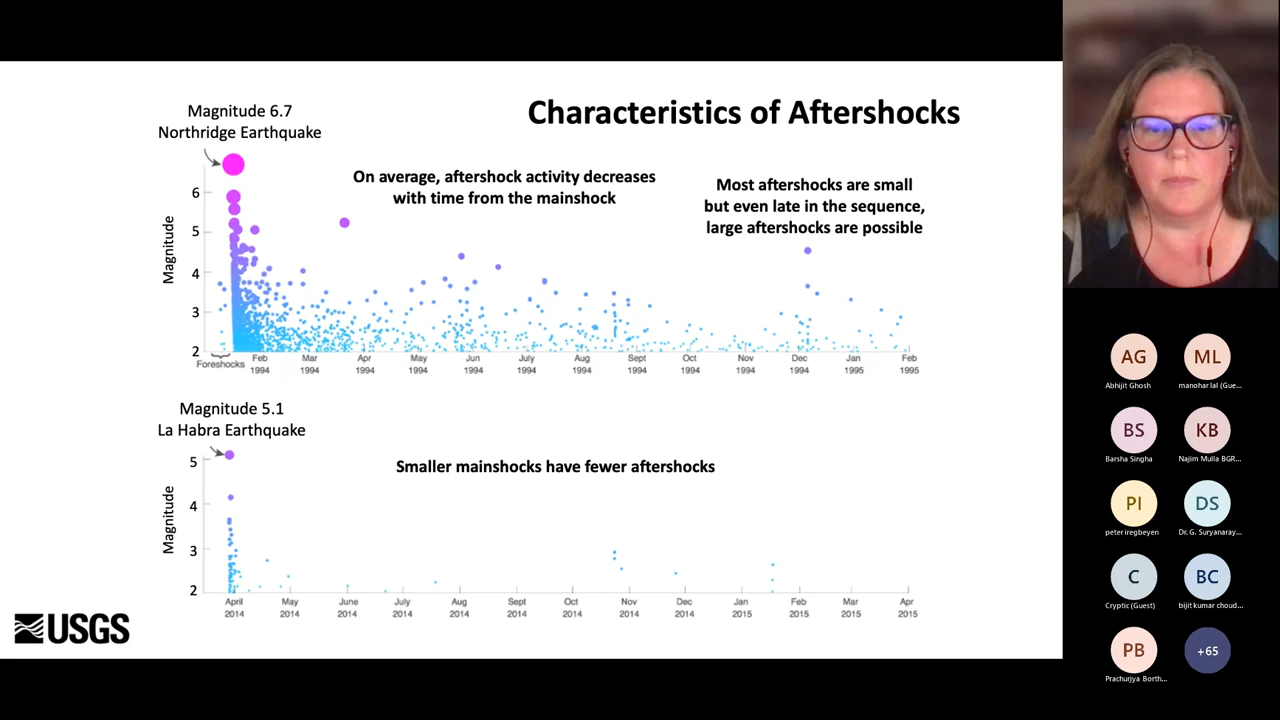 Characteristics of Aftershocks
Magnitude 6.7
Northridge Earthquake
On average, aftershock activity decreases
with time from the mainshock
Most aftershocks are small
but even late in the sequence,
large aftershocks are possible
Magnitude
6
5
4
3
2
Foreshocks
Feb 1994
Mar 1994
Apr 1994
May 1994
Jun 1994
July 1994
Aug 1994
Sept 1994
Oct 1994
Nov 1994
Dec 1994
Jan 1995
Feb 1995
Magnitude 5.1
La Habra Earthquake
Smaller mainshocks have fewer aftershocks
Magnitude
5
4
3
2
April 2014
May 2014
June 2014
July 2014
Aug 2014
Sept 2014
Oct 2014
Nov 2014
Dec 2014
Jan 2015
Feb 2015
Mar 2015
Apr 2015
USGS
AG
Abhijit Ghosh
ML
manohar lal (Gue...
BS
Barsha Singha
KB
Najim Mulla BGR...
PI
peter iregbeyen
DS
Dr. G. Suryanaray...
C
Cryptic (Guest)
BC
bijit kumar choud...
PB
Prachurjya Borth...
+65